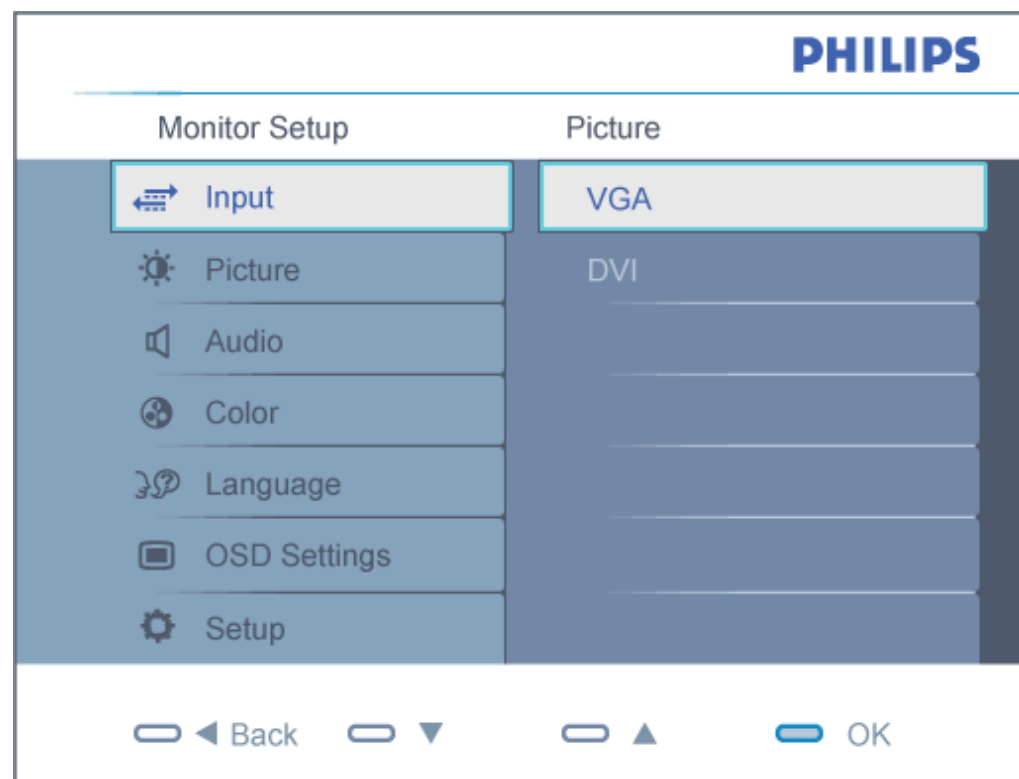 PHILIPS
Monitor Setup Picture
Input VGA
Picture DVI
Audio
Color
Language
OSD Settings
Setup
Back OK